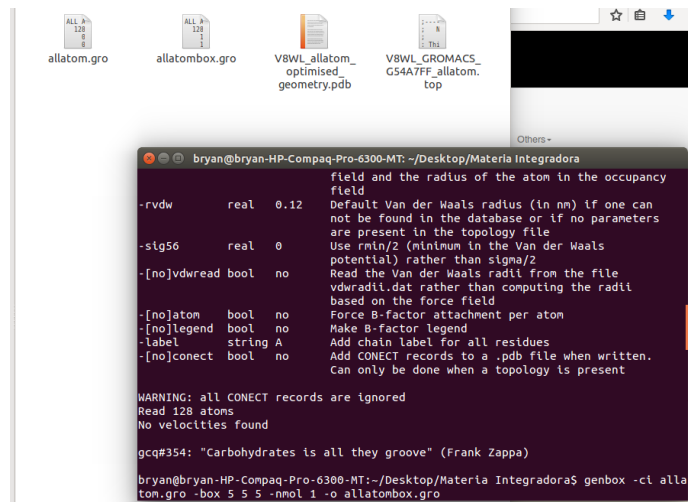 ALL A
128
0
0
ALL A
128
1
1
; Thi
allatom.gro
allatombox.gro
V8WL_allatom_
optimised_
geometry.pdb
V8WL_GROMACS_
G54A7FF_allatom.
top
Others
bryan@bryan-HP-Compaq-Pro-6300-MT: ~/Desktop/Materia Integradora
field and the radius of the atom in the occupancy
field
-rvdw real 0.12 Default Van der Waals radius (in nm) if one can
not be found in the database or if no parameters
are present in the topology file
-sig56 real 0 Use rmin/2 (minimum in the Van der Waals
potential) rather than sigma/2
-[no]vdwread bool no Read the Van der Waals radii from the file
vdwradii.dat rather than computing the radii
based on the force field
-[no]atom bool no Force B-factor attachment per atom
-[no]legend bool no Make B-factor legend
-label string A Add chain label for all residues
-[no]conect bool no Add CONECT records to a .pdb file when written.
Can only be done when a topology is present
WARNING: all CONECT records are ignored
Read 128 atoms
No velocities found
gcq#354: "Carbohydrates is all they groove" (Frank Zappa)
bryan@bryan-HP-Compaq-Pro-6300-MT:~/Desktop/Materia Integradora$ genbox -ci alla
tom.gro -box 5 5 5 -nmol 1 -o allatombox.gro